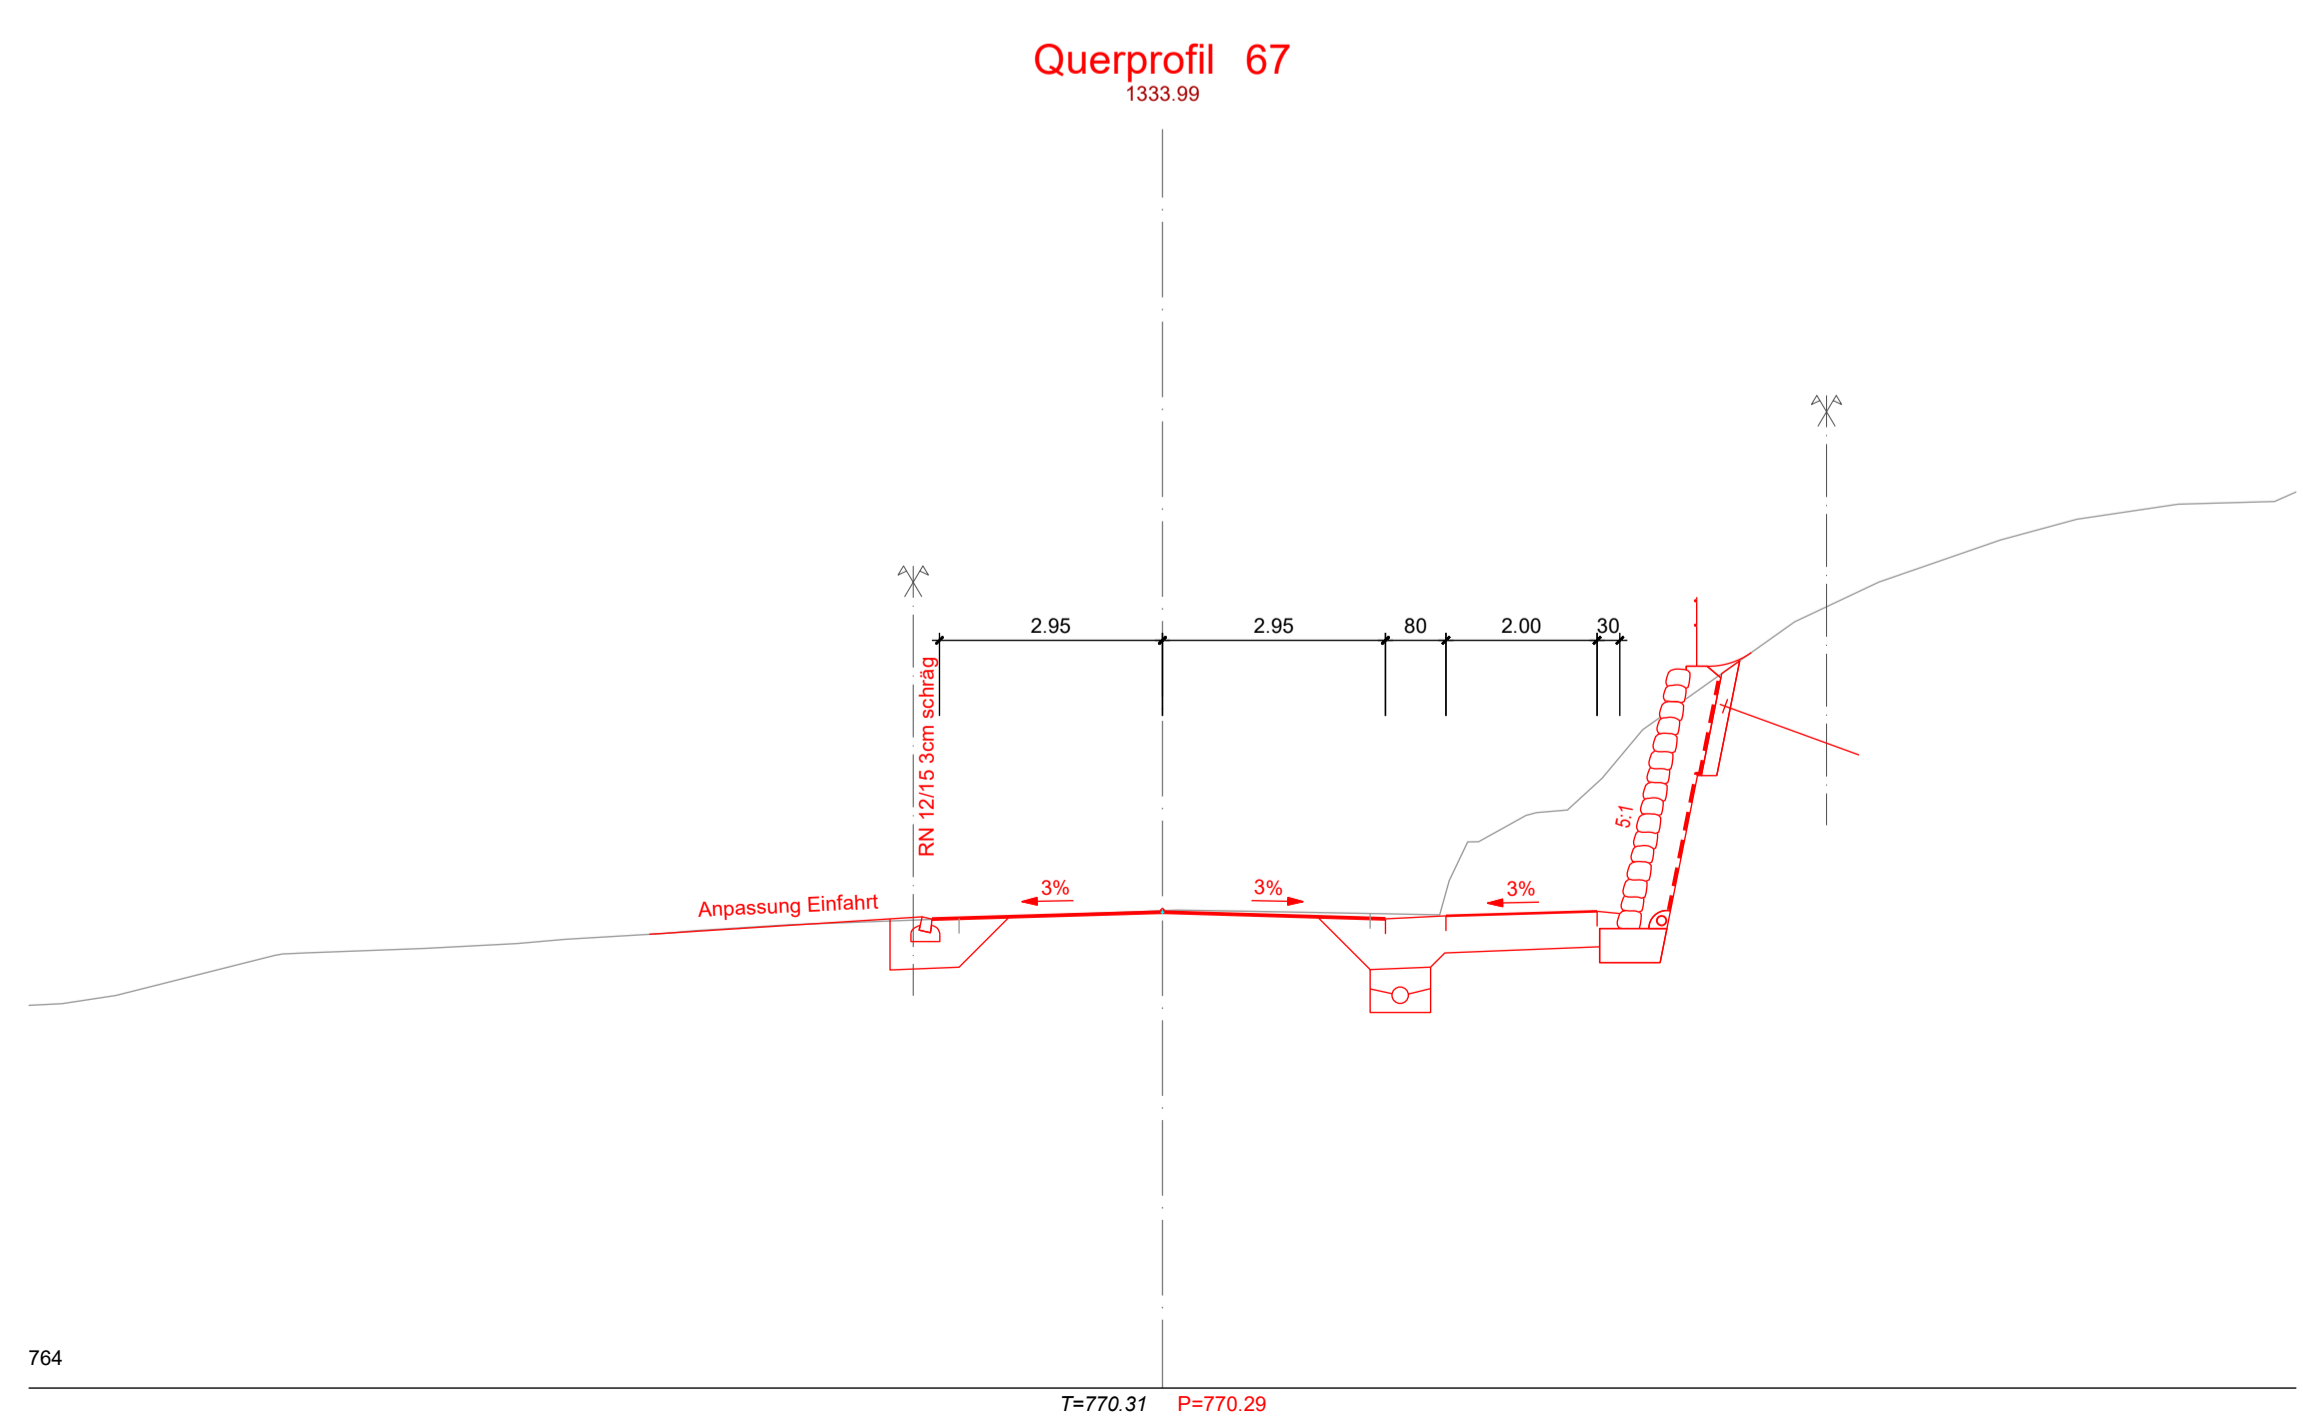 Querprofil 67
1333.99
2.95 2.95 80 2.00 30
RN 12/15 3cm schräg
5:1
Anpassung Einfahrt
3% 3% 3%
764
T=770.31 P=770.29